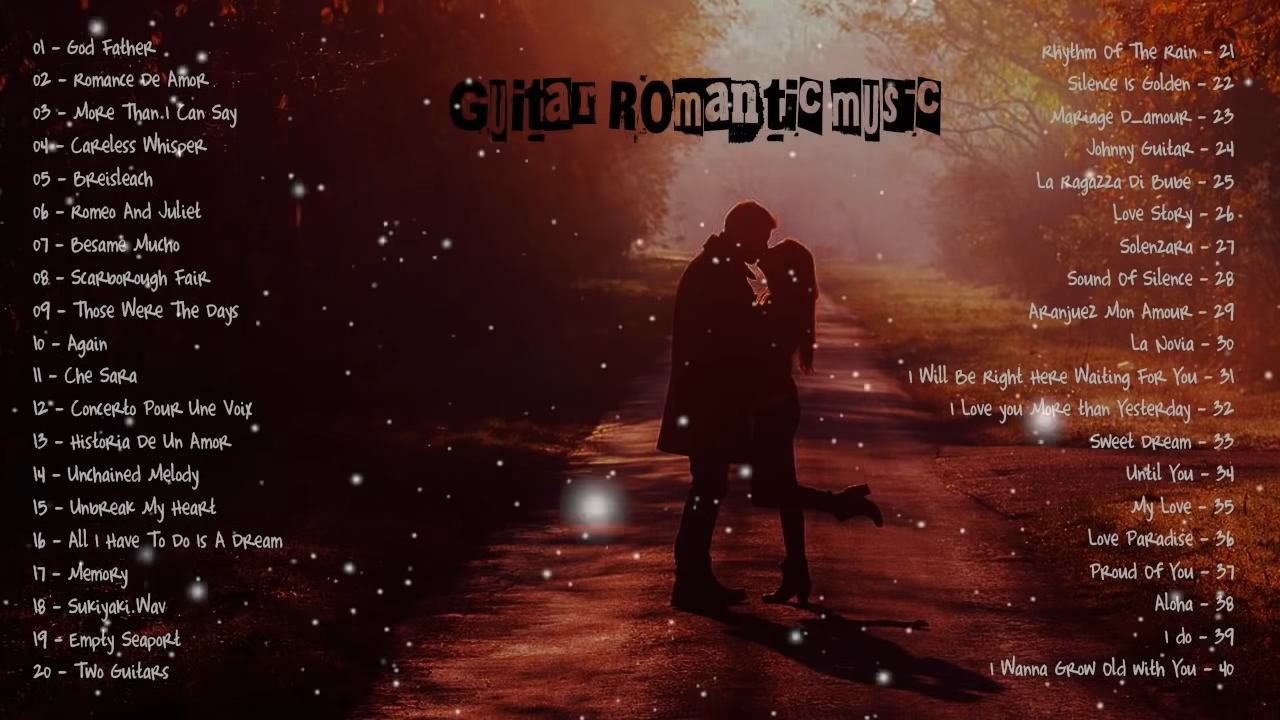 Guitar Romantic music
01 - God Father
02 - Romance De Amor
03 - More Than I Can Say
04 - Careless Whisper
05 - Breisleach
06 - Romeo And Juliet
07 - Besame Mucho
08 - Scarborough Fair
09 - Those Were The Days
10 - Again
11 - Che Sara
12 - Concerto Pour Une Voix
13 - Historia De Un Amor
14 - Unchained Melody
15 - Unbreak My Heart
16 - All I Have To Do Is A Dream
17 - Memory
18 - Sukiyaki.Wav
19 - Empty Seaport
20 - Two Guitars
Rhythm Of The Rain - 21
Silence Is Golden - 22
Mariage D_amour - 23
Johnny Guitar - 24
La Ragazza Di Bube - 25
Love Story - 26
Solenzara - 27
Sound Of Silence - 28
Aranjuez Mon Amour - 29
La Novia - 30
I Will Be Right Here Waiting For You - 31
I Love you More than Yesterday - 32
Sweet Dream - 33
Until You - 34
My Love - 35
Love Paradise - 36
Proud Of You - 37
Aloha - 38
I do - 39
I Wanna Grow Old With You - 40